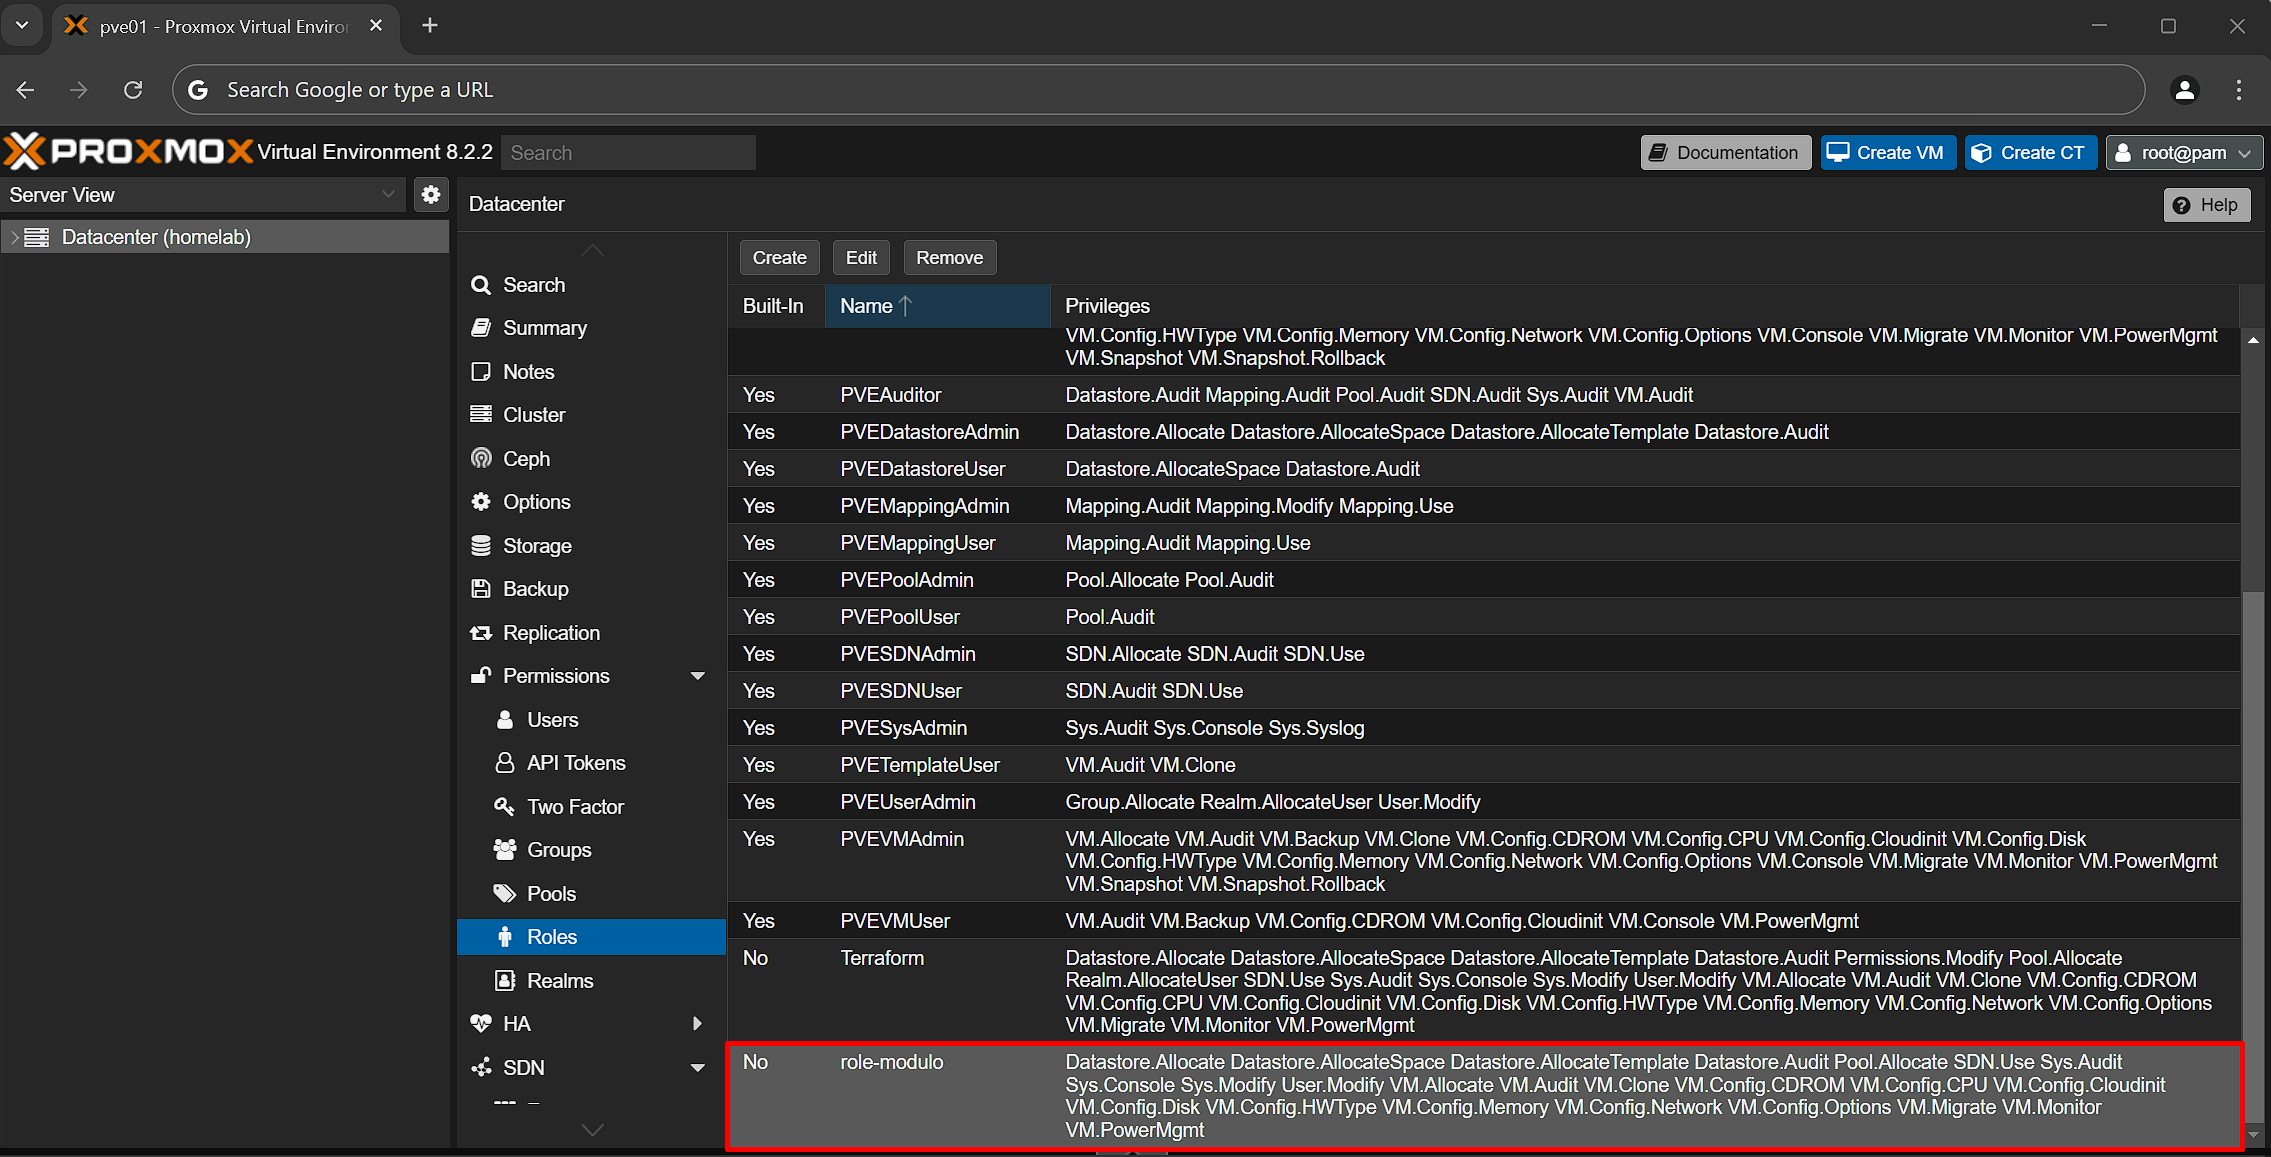 pve01 - Proxmox Virtual Enviror
Search Google or type a URL
PROXMOX Virtual Environment 8.2.2 Search
Documentation Create VM Create CT root@pam
Server View
Datacenter
Help
Datacenter (homelab)
Search
Summary
Notes
Cluster
Ceph
Options
Storage
Backup
Replication
Permissions
Users
API Tokens
Two Factor
Groups
Pools
Roles
Realms
HA
SDN
Create Edit Remove
Built-In Name Privileges
VM.Config.HWType VM.Config.Memory VM.Config.Network VM.Config.Options VM.Console VM.Migrate VM.Monitor VM.PowerMgmt
VM.Snapshot VM.Snapshot.Rollback
Yes PVEAuditor Datastore.Audit Mapping.Audit Pool.Audit SDN.Audit Sys.Audit VM.Audit
Yes PVEDatastoreAdmin Datastore.Allocate Datastore.AllocateSpace Datastore.AllocateTemplate Datastore.Audit
Yes PVEDatastoreUser Datastore.AllocateSpace Datastore.Audit
Yes PVEMappingAdmin Mapping.Audit Mapping.Modify Mapping.Use
Yes PVEMappingUser Mapping.Audit Mapping.Use
Yes PVEPoolAdmin Pool.Allocate Pool.Audit
Yes PVEPoolUser Pool.Audit
Yes PVESDNAdmin SDN.Allocate SDN.Audit SDN.Use
Yes PVESDNUser SDN.Audit SDN.Use
Yes PVESysAdmin Sys.Audit Sys.Console Sys.Syslog
Yes PVETemplateUser VM.Audit VM.Clone
Yes PVEUserAdmin Group.Allocate Realm.AllocateUser User.Modify
Yes PVEVMAdmin VM.Allocate VM.Audit VM.Backup VM.Clone VM.Config.CDROM VM.Config.CPU VM.Config.Cloudinit VM.Config.Disk
VM.Config.HWType VM.Config.Memory VM.Config.Network VM.Config.Options VM.Console VM.Migrate VM.Monitor VM.PowerMgmt
VM.Snapshot VM.Snapshot.Rollback
Yes PVEVMUser VM.Audit VM.Backup VM.Config.CDROM VM.Config.Cloudinit VM.Console VM.PowerMgmt
No Terraform Datastore.Allocate Datastore.AllocateSpace Datastore.AllocateTemplate Datastore.Audit Permissions.Modify Pool.Allocate
Realm.AllocateUser SDN.Use Sys.Audit Sys.Console Sys.Modify User.Modify VM.Allocate VM.Audit VM.Clone VM.Config.CDROM
VM.Config.CPU VM.Config.Cloudinit VM.Config.Disk VM.Config.HWType VM.Config.Memory VM.Config.Network VM.Config.Options
VM.Migrate VM.Monitor VM.PowerMgmt
No role-modulo Datastore.Allocate Datastore.AllocateSpace Datastore.AllocateTemplate Datastore.Audit Pool.Allocate SDN.Use Sys.Audit
Sys.Console Sys.Modify User.Modify VM.Allocate VM.Audit VM.Clone VM.Config.CDROM VM.Config.CPU VM.Config.Cloudinit
VM.Config.Disk VM.Config.HWType VM.Config.Memory VM.Config.Network VM.Config.Options VM.Migrate VM.Monitor
VM.PowerMgmt